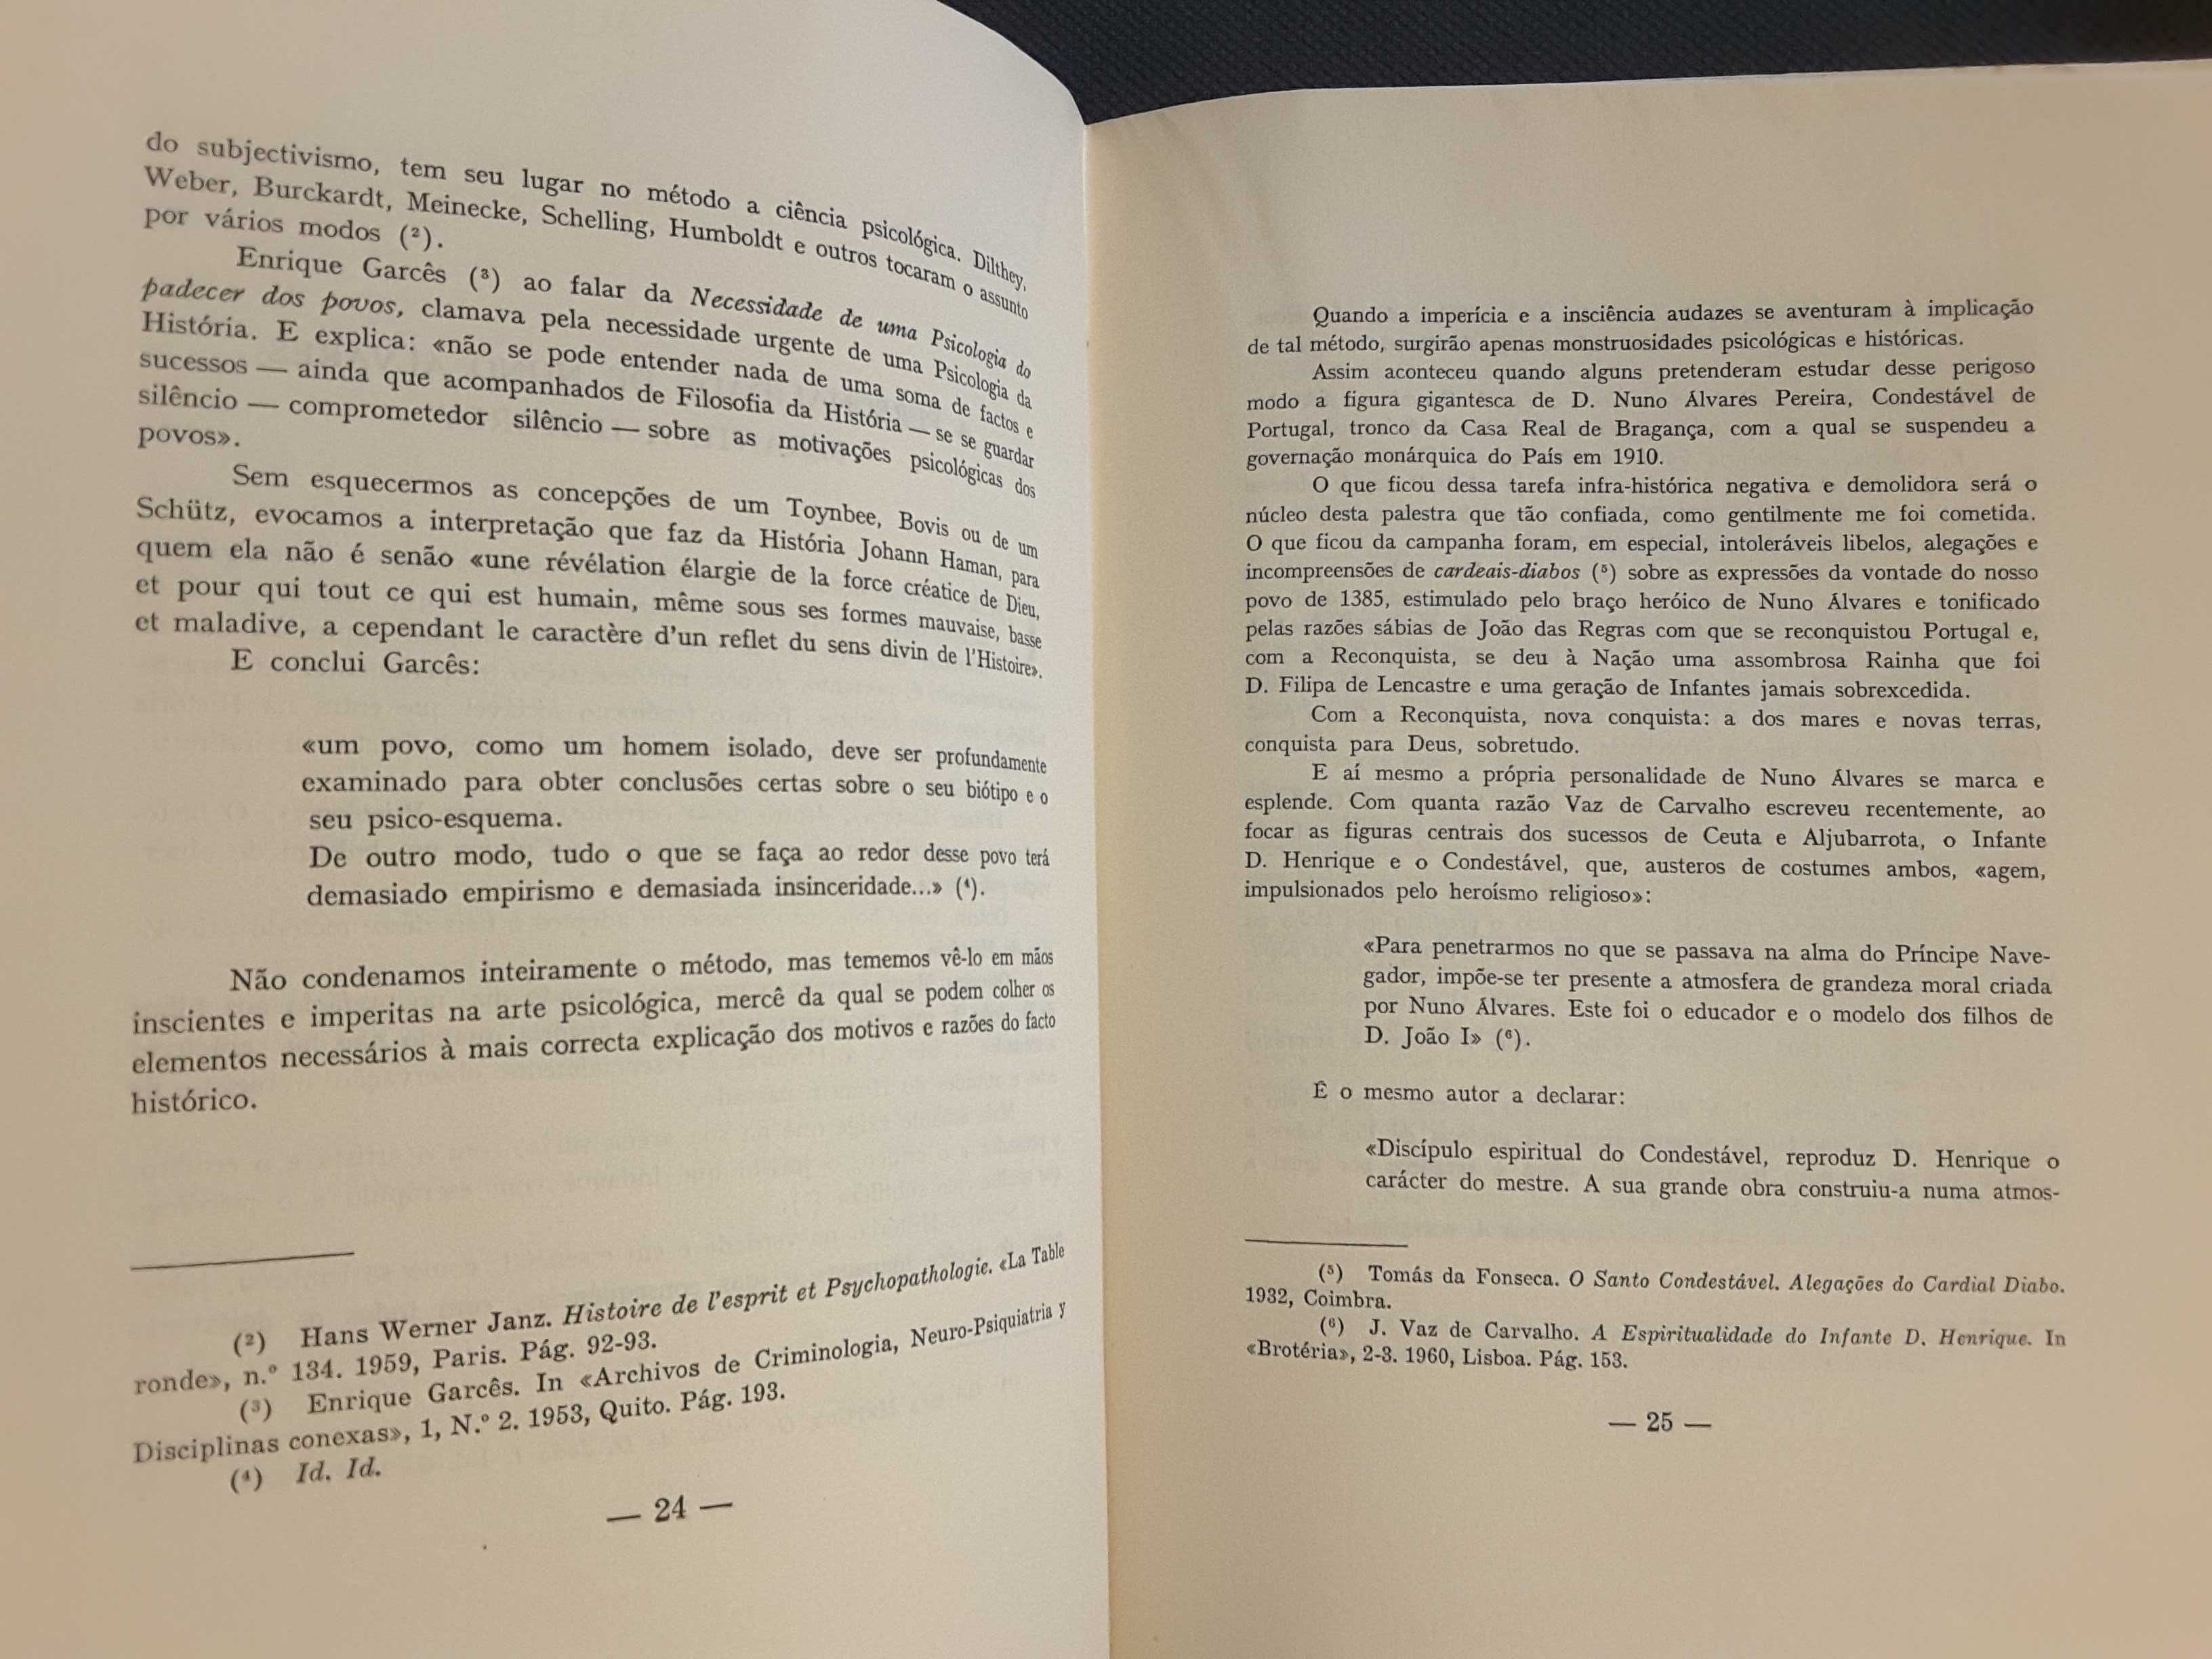 do subjectivismo, tem seu lugar no método a ciência psicológica. Dilthey,
Weber, Burckardt, Meinecke, Schelling, Humboldt e outros tocaram o assunto
por vários modos (²).
Enrique Garcês (³) ao falar da Necessidade de uma Psicologia do
padecer dos povos, clamava pela necessidade urgente de uma Psicologia da
História. E explica: «não se pode entender nada de uma soma de factos e
sucessos — ainda que acompanhados de Filosofia da História — se se guardar
silêncio — comprometedor silêncio — sobre as motivações psicológicas dos
povos».
Sem esquecermos as concepções de um Toynbee, Bovis ou de um
Schütz, evocamos a interpretação que faz da História Johann Haman, para
quem ela não é senão «une révélation élargie de la force créatice de Dieu,
et pour qui tout ce qui est humain, même sous ses formes mauvaise, basse
et maladive, a cependant le caractère d'un reflet du sens divin de l'Histoire».
E conclui Garcês:
«um povo, como um homem isolado, deve ser profundamente
examinado para obter conclusões certas sobre o seu biótipo e o
seu psico-esquema.
De outro modo, tudo o que se faça ao redor desse povo terá
demasiado empirismo e demasiada insinceridade...» (⁴).
Não condenamos inteiramente o método, mas tememos vê-lo em mãos
inscientes e imperitas na arte psicológica, mercê da qual se podem colher os
elementos necessários à mais correcta explicação dos motivos e razões do facto
histórico.
(²) Hans Werner Janz. Histoire de l'esprit et Psychopathologie. «La Table
ronde», n.º 134. 1959, Paris. Pág. 92-93.
(³) Enrique Garcês. In «Archivos de Criminologia, Neuro-Psiquiatria y
Disciplinas conexas», 1, N.º 2. 1953, Quito. Pág. 193.
(⁴) Id. Id.
— 24 —
Quando a imperícia e a insciência audazes se aventuram à implicação
de tal método, surgirão apenas monstruosidades psicológicas e históricas.
Assim aconteceu quando alguns pretenderam estudar desse perigoso
modo a figura gigantesca de D. Nuno Álvares Pereira, Condestável de
Portugal, tronco da Casa Real de Bragança, com a qual se suspendeu a
governação monárquica do País em 1910.
O que ficou dessa tarefa infra-histórica negativa e demolidora será o
núcleo desta palestra que tão confiada, como gentilmente me foi cometida.
O que ficou da campanha foram, em especial, intoleráveis libelos, alegações e
incompreensões de cardeais-diabos (⁵) sobre as expressões da vontade do nosso
povo de 1385, estimulado pelo braço heróico de Nuno Álvares e tonificado
pelas razões sábias de João das Regras com que se reconquistou Portugal e,
com a Reconquista, se deu à Nação uma assombrosa Rainha que foi
D. Filipa de Lencastre e uma geração de Infantes jamais sobrexcedida.
Com a Reconquista, nova conquista: a dos mares e novas terras,
conquista para Deus, sobretudo.
E aí mesmo a própria personalidade de Nuno Álvares se marca e
esplende. Com quanta razão Vaz de Carvalho escreveu recentemente, ao
focar as figuras centrais dos sucessos de Ceuta e Aljubarrota, o Infante
D. Henrique e o Condestável, que, austeros de costumes ambos, «agem,
impulsionados pelo heroísmo religioso»:
«Para penetrarmos no que se passava na alma do Príncipe Nave-
gador, impõe-se ter presente a atmosfera de grandeza moral criada
por Nuno Álvares. Este foi o educador e o modelo dos filhos de
D. João I» (⁶).
É o mesmo autor a declarar:
«Discípulo espiritual do Condestável, reproduz D. Henrique o
carácter do mestre. A sua grande obra construiu-a numa atmos-
(⁵) Tomás da Fonseca. O Santo Condestável. Alegações do Cardial Diabo.
1932, Coimbra.
(⁶) J. Vaz de Carvalho. A Espiritualidade do Infante D. Henrique. In
«Brotéria», 2-3. 1960, Lisboa. Pág. 153.
— 25 —